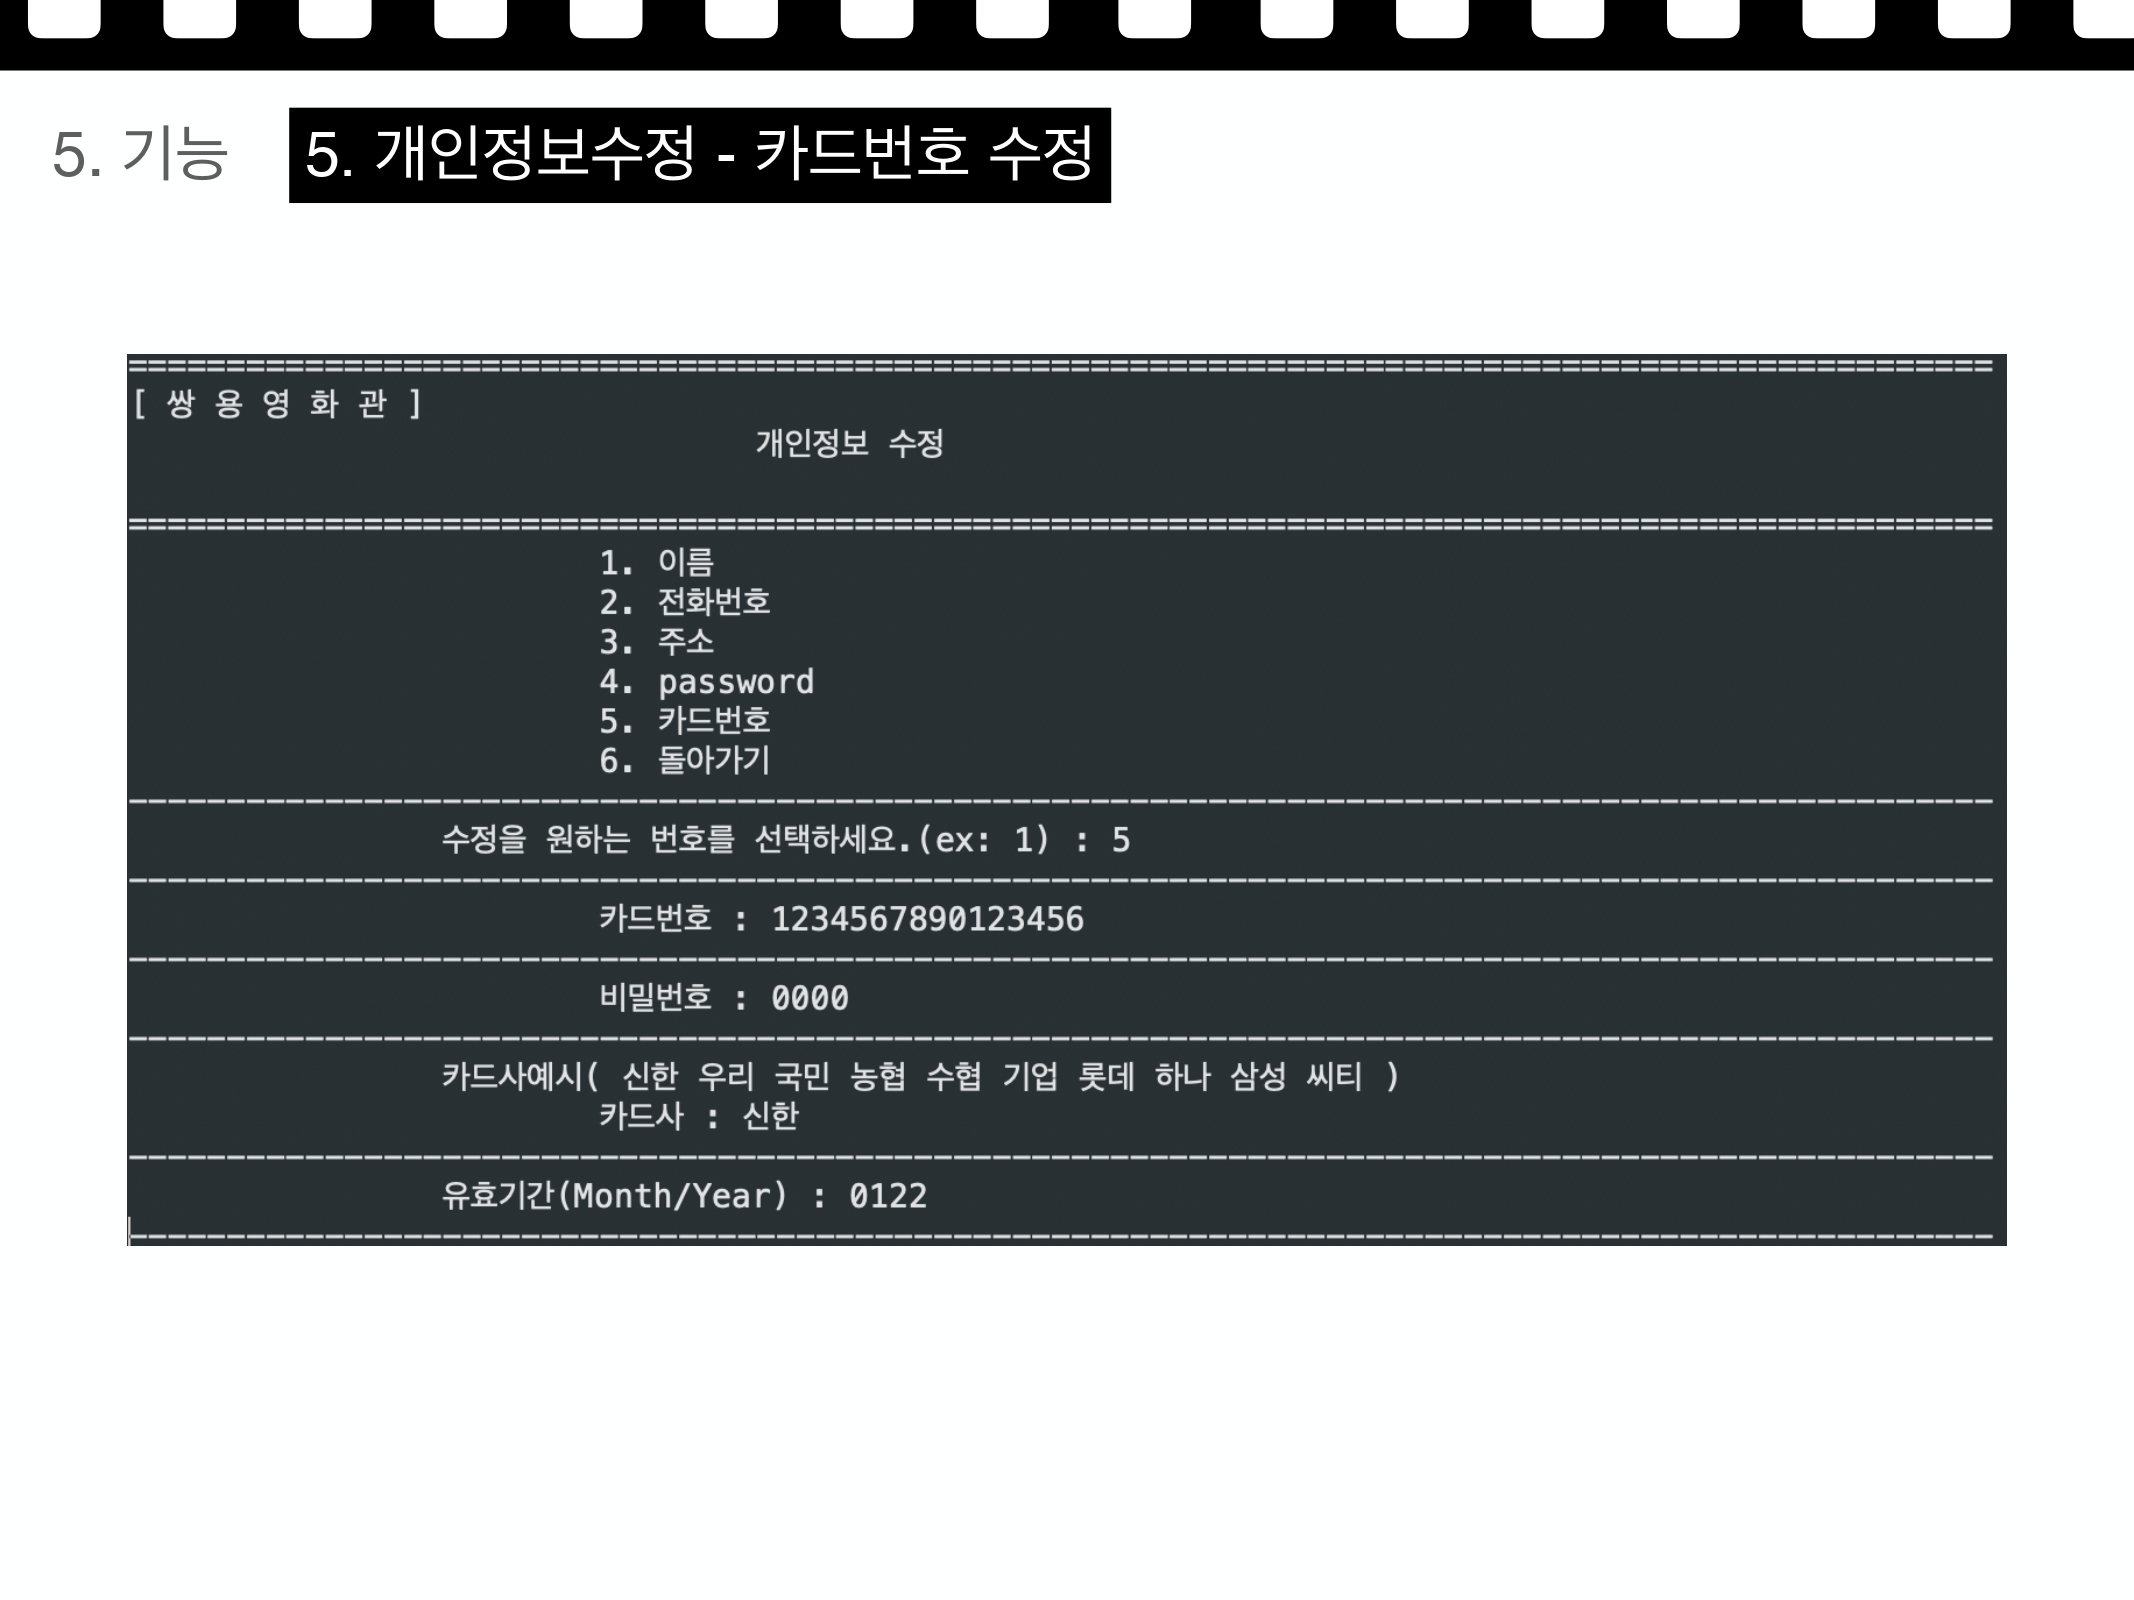 5. 기능
5. 개인정보수정 - 카드번호 수정
===============================================================================================
[ 쌍 용 영 화 관 ]
개인정보 수정
===============================================================================================
1. 이름
2. 전화번호
3. 주소
4. password
5. 카드번호
6. 돌아가기
-----------------------------------------------------------------------------------------------
수정을 원하는 번호를 선택하세요.(ex: 1) : 5
-----------------------------------------------------------------------------------------------
카드번호 : 1234567890123456
-----------------------------------------------------------------------------------------------
비밀번호 : 0000
-----------------------------------------------------------------------------------------------
카드사예시( 신한 우리 국민 농협 수협 기업 롯데 하나 삼성 씨티 )
카드사 : 신한
-----------------------------------------------------------------------------------------------
유효기간(Month/Year) : 0122
-----------------------------------------------------------------------------------------------